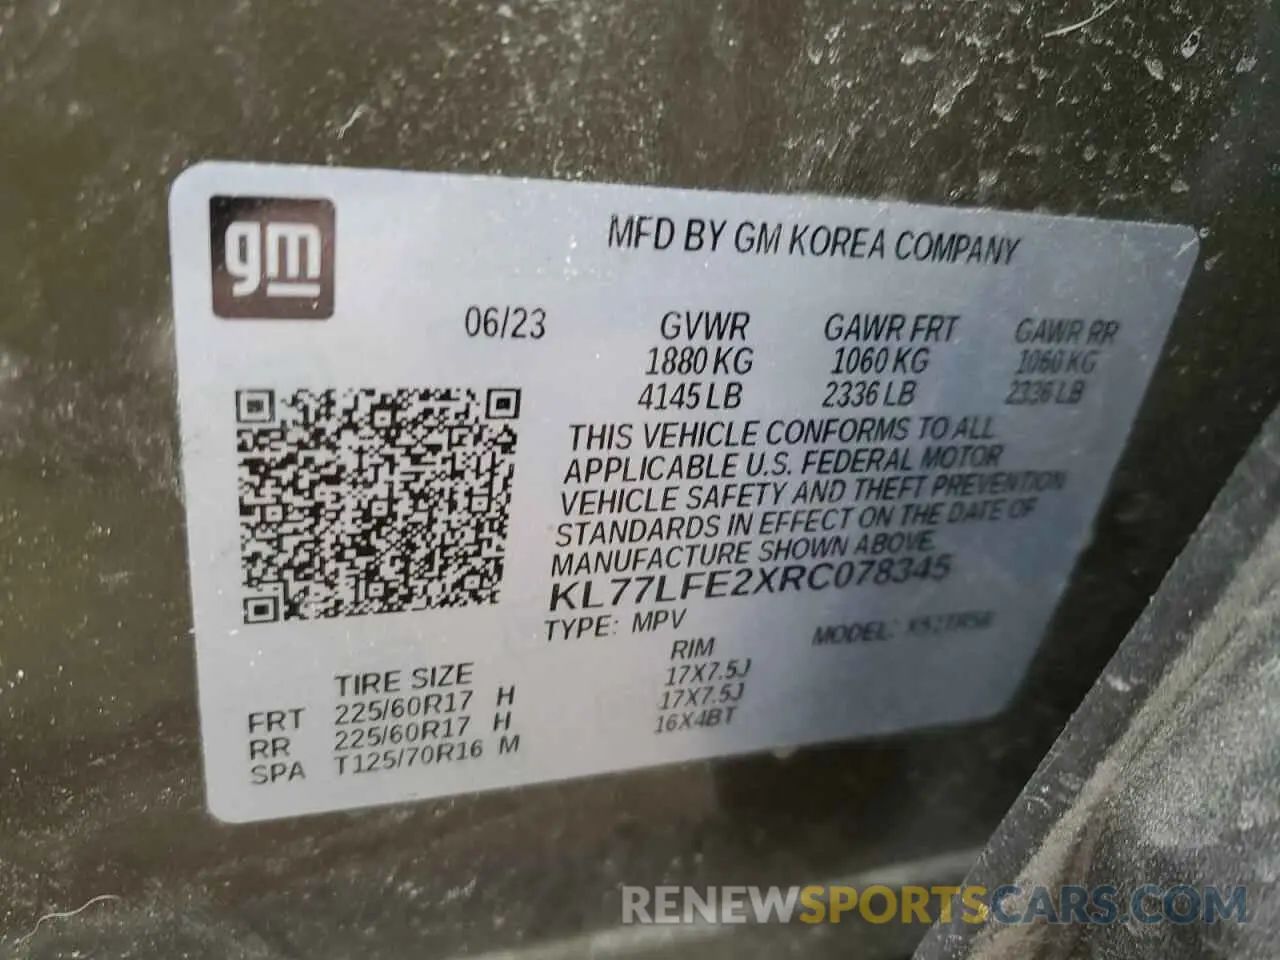 gm
MFD BY GM KOREA COMPANY
06/23 GVWR GAWR FRT GAWR RR
1880 KG 1060 KG 1060 KG
4145 LB 2336 LB 2336 LB
THIS VEHICLE CONFORMS TO ALL
APPLICABLE U.S. FEDERAL MOTOR
VEHICLE SAFETY AND THEFT PREVENTION
STANDARDS IN EFFECT ON THE DATE OF
MANUFACTURE SHOWN ABOVE.
KL77LFE2XRC078345
TYPE: MPV MODEL:
TIRE SIZE RIM
FRT 225/60R17 H 17X7.5J
RR 225/60R17 H 17X7.5J
SPA T125/70R16 M 16X4BT
RENEWSPORTSCARS.COM